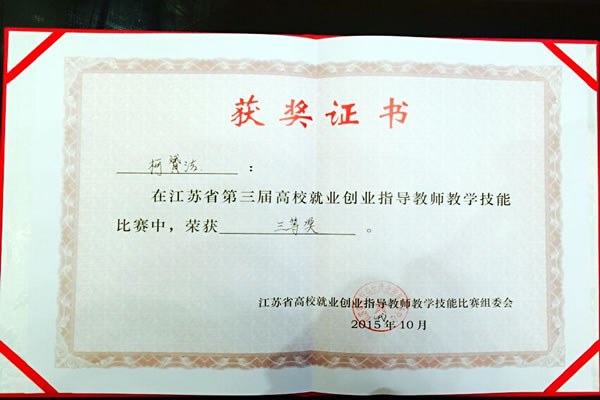 获奖证书
柯贤法：
在江苏省第三届高校就业创业指导教师教学技能
比赛中，荣获三等奖。
江苏省高校就业创业指导教师教学技能比赛组委会
2015年10月